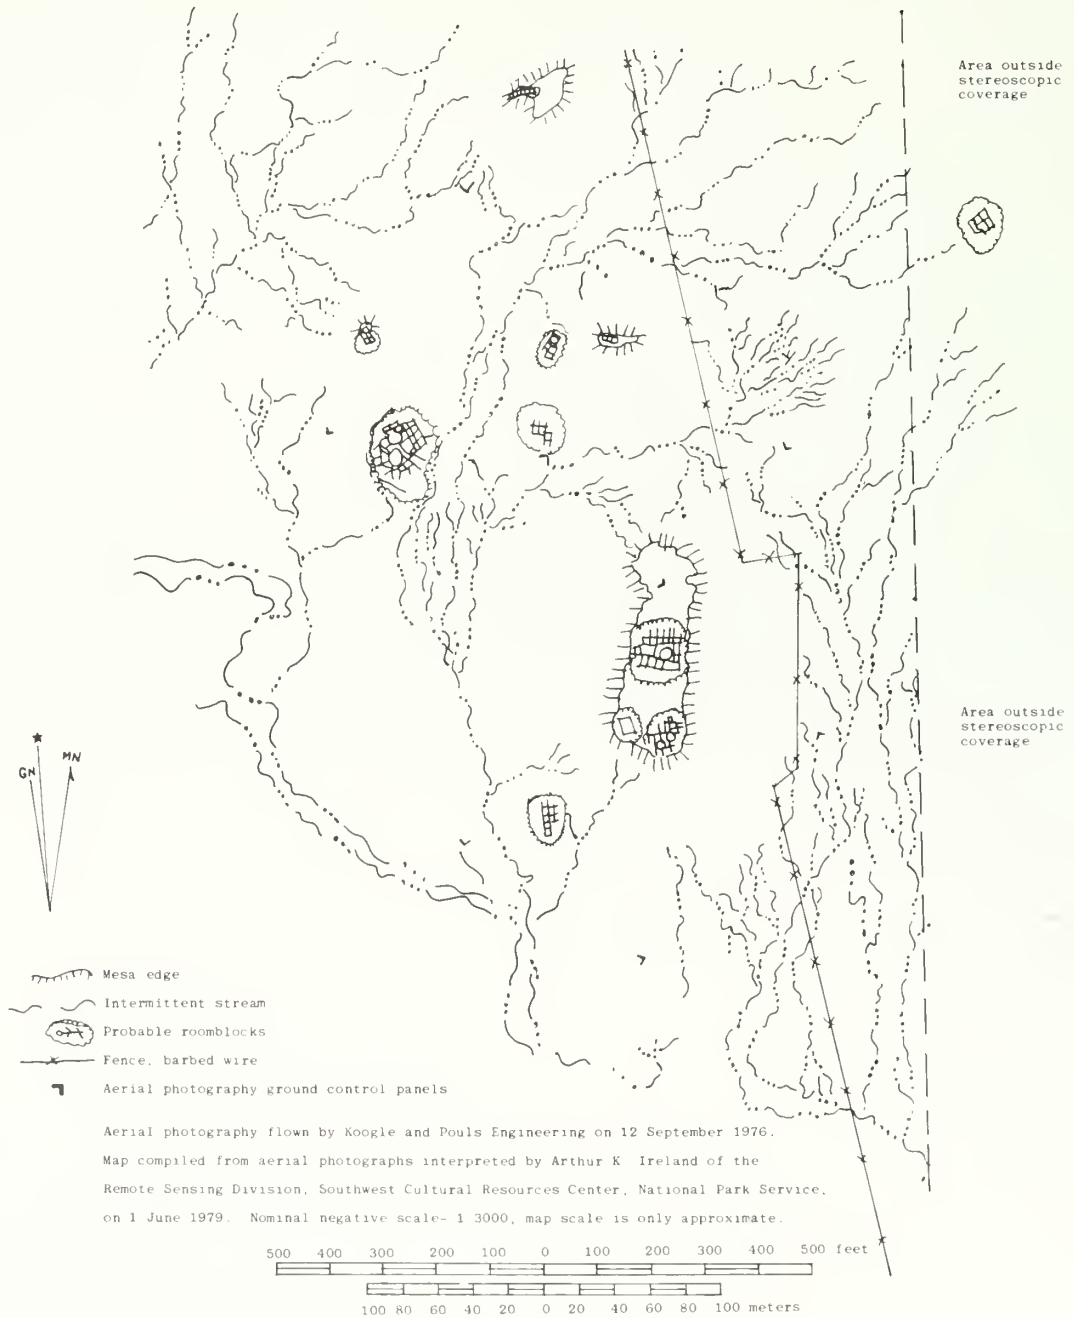 Area outside
stereoscopic
coverage
Area outside
stereoscopic
coverage
GN
MN
Mesa edge
Intermittent stream
Probable roomblocks
Fence, barbed wire
Aerial photography ground control panels
Aerial photography flown by Koogle and Pouls Engineering on 12 September 1976.
Map compiled from aerial photographs interpreted by Arthur K Ireland of the
Remote Sensing Division, Southwest Cultural Resources Center, National Park Service,
on 1 June 1979. Nominal negative scale- 1 3000, map scale is only approximate.
500 400 300 200 100 0 100 200 300 400 500 feet
100 80 60 40 20 0 20 40 60 80 100 meters